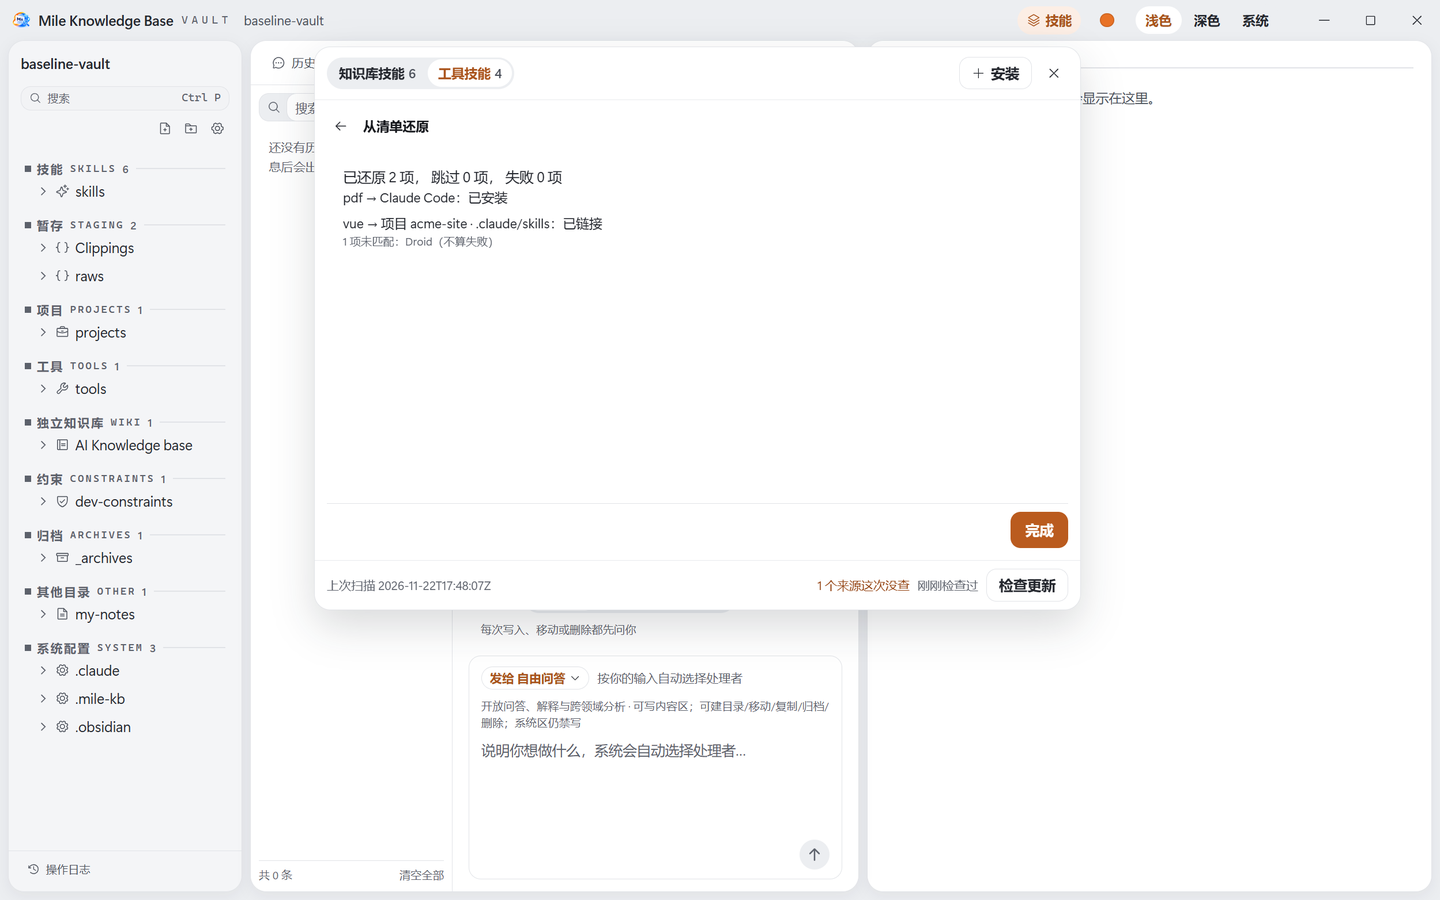 Mile Knowledge Base VAULT baseline-vault
技能 浅色 深色 系统
baseline-vault
搜索 Ctrl P
技能 SKILLS 6
skills
暂存 STAGING 2
Clippings
raws
项目 PROJECTS 1
projects
工具 TOOLS 1
tools
独立知识库 WIKI 1
AI Knowledge base
约束 CONSTRAINTS 1
dev-constraints
归档 ARCHIVES 1
_archives
其他目录 OTHER 1
my-notes
系统配置 SYSTEM 3
.claude
.mile-kb
.obsidian
操作日志
历史
搜索
还没有历
息后会出
共 0 条 清空全部
知识库技能 6 工具技能 4
安装
从清单还原
已还原 2 项， 跳过 0 项， 失败 0 项
pdf → Claude Code：已安装
vue → 项目 acme-site · .claude/skills：已链接
1 项未匹配：Droid（不算失败）
完成
上次扫描 2026-11-22T17:48:07Z
1 个来源这次没查 刚刚检查过 检查更新
每次写入、移动或删除都先问你
发给 自由问答 按你的输入自动选择处理者
开放问答、解释与跨领域分析 · 可写内容区；可建目录/移动/复制/归档/
删除；系统区仍禁写
说明你想做什么，系统会自动选择处理者...
显示在这里。